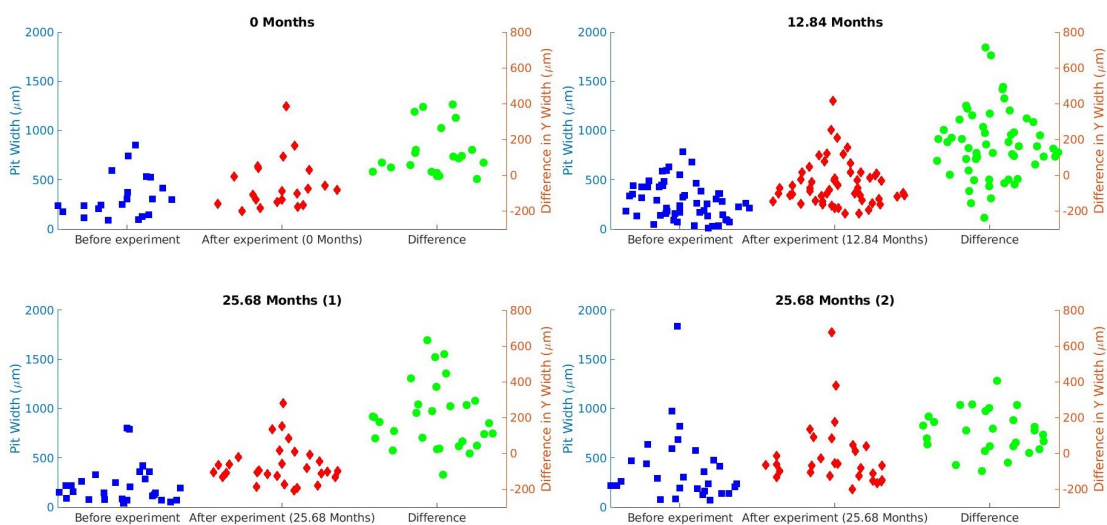 0 Months
2000
1500
1000
500
0
Pit Width (μm)
800
600
400
200
0
-200
Difference in Y Width (μm)
Before experiment
After experiment (0 Months)
Difference
12.84 Months
2000
1500
1000
500
0
Pit Width (μm)
800
600
400
200
0
-200
Difference in Y Width (μm)
Before experiment
After experiment (12.84 Months)
Difference
25.68 Months (1)
2000
1500
1000
500
0
Pit Width (μm)
800
600
400
200
0
-200
Difference in Y Width (μm)
Before experiment
After experiment (25.68 Months)
Difference
25.68 Months (2)
2000
1500
1000
500
0
Pit Width (μm)
800
600
400
200
0
-200
Difference in Y Width (μm)
Before experiment
After experiment (25.68 Months)
Difference